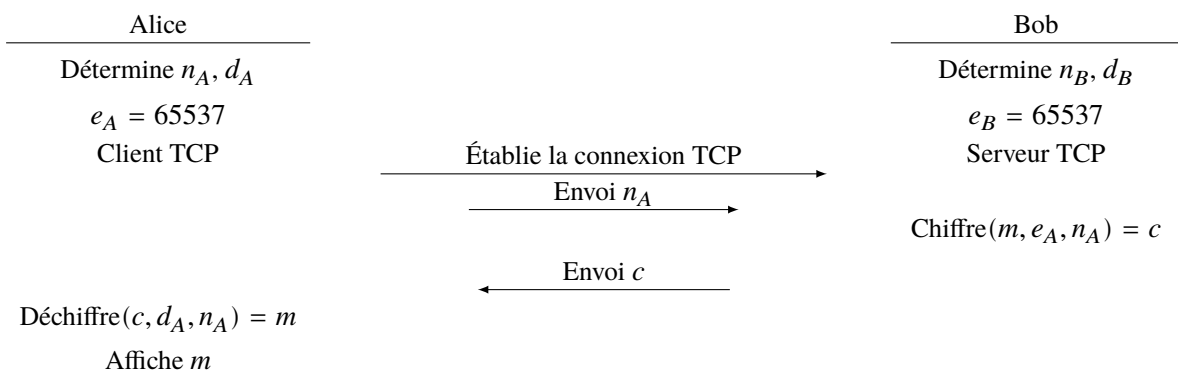 Alice
Bob
Détermine n_A, d_A
Détermine n_B, d_B
e_A = 65537
e_B = 65537
Client TCP
Établie la connexion TCP
Serveur TCP
Envoi n_A
Chiffre(m, e_A, n_A) = c
Envoi c
Déchiffre(c, d_A, n_A) = m
Affiche m